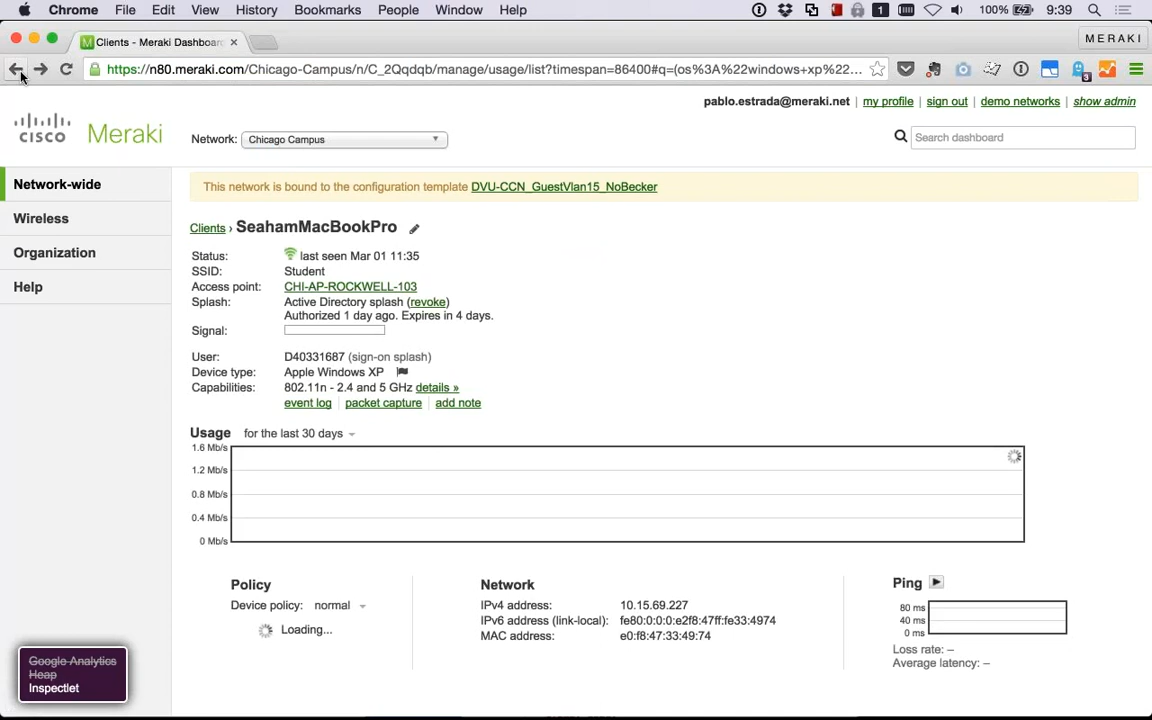 Chrome File Edit View History Bookmarks People Window Help 1 100% 9:39
Clients - Meraki Dashboar × MERAKI
https://n80.meraki.com/Chicago-Campus/n/C_2Qqdqb/manage/usage/list?timespan=86400#q=(os%3A%22windows+xp%22... 3
pablo.estrada@meraki.net | my profile | sign out | demo networks | show admin
CISCO Meraki Network: Chicago Campus Search dashboard
Network-wide
Wireless
Organization
Help
This network is bound to the configuration template DVU-CCN_GuestVlan15_NoBecker
Clients › SeahamMacBookPro
Status: last seen Mar 01 11:35
SSID: Student
Access point: CHI-AP-ROCKWELL-103
Splash: Active Directory splash (revoke)
Authorized 1 day ago. Expires in 4 days.
Signal:
User: D40331687 (sign-on splash)
Device type: Apple Windows XP
Capabilities: 802.11n - 2.4 and 5 GHz details »
event log | packet capture | add note
Usage for the last 30 days
1.6 Mb/s
1.2 Mb/s
0.8 Mb/s
0.4 Mb/s
0 Mb/s
Policy
Device policy: normal
Loading...
Network
IPv4 address: 10.15.69.227
IPv6 address (link-local): fe80:0:0:0:e2f8:47ff:fe33:4974
MAC address: e0:f8:47:33:49:74
Ping
80 ms
40 ms
0 ms
Loss rate: –
Average latency: –
Google Analytics
Heap
Inspectlet